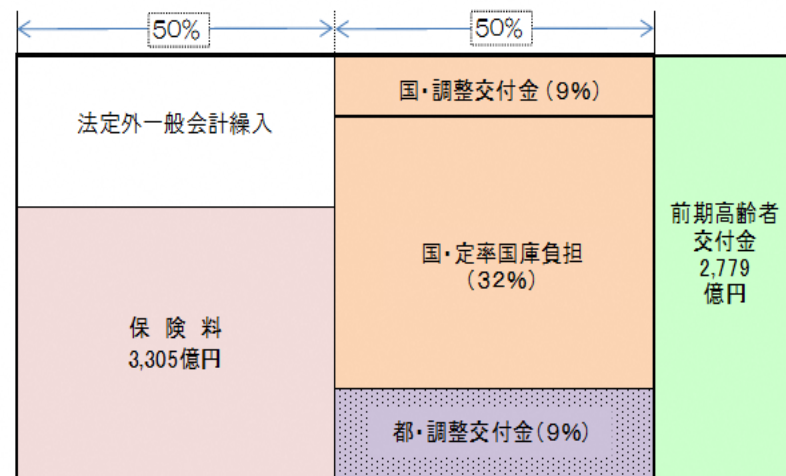 50%
50%
法定外一般会計繰入
保 険 料
3,305億円
国・調整交付金(9%)
国・定率国庫負担
(32%)
都・調整交付金(9%)
前期高齢者
交付金
2,779
億円